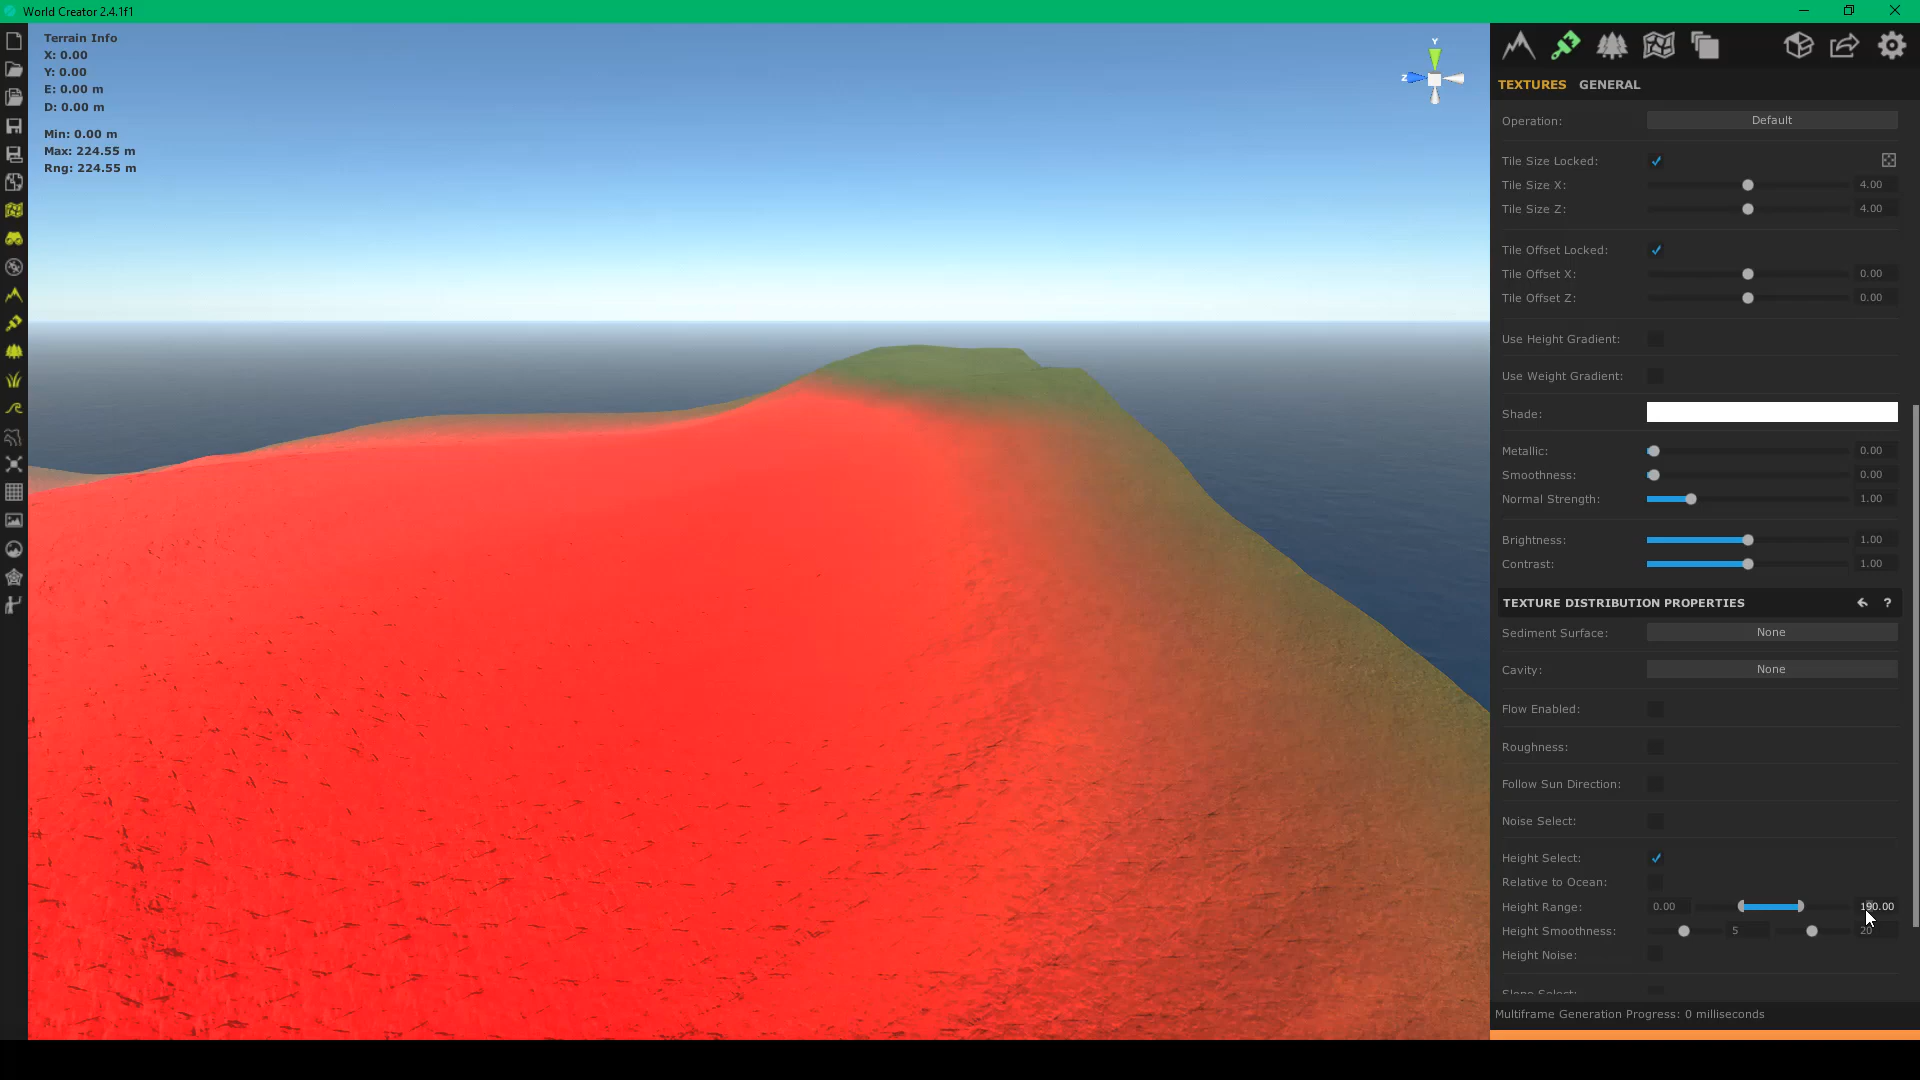 World Creator 2.4.1f1
Terrain Info
X: 0.00
Y: 0.00
E: 0.00 m
D: 0.00 m
Min: 0.00 m
Max: 224.55 m
Rng: 224.55 m
Y
Z
TEXTURES GENERAL
Operation: Default
Tile Size Locked:
Tile Size X: 4.00
Tile Size Z: 4.00
Tile Offset Locked:
Tile Offset X: 0.00
Tile Offset Z: 0.00
Use Height Gradient:
Use Weight Gradient:
Shade:
Metallic: 0.00
Smoothness: 0.00
Normal Strength: 1.00
Brightness: 1.00
Contrast: 1.00
TEXTURE DISTRIBUTION PROPERTIES ?
Sediment Surface: None
Cavity: None
Flow Enabled:
Roughness:
Follow Sun Direction:
Noise Select:
Height Select:
Relative to Ocean:
Height Range: 0.00
Height Smoothness: 5 20
Height Noise:
Slope Select:
Multiframe Generation Progress: 0 milliseconds